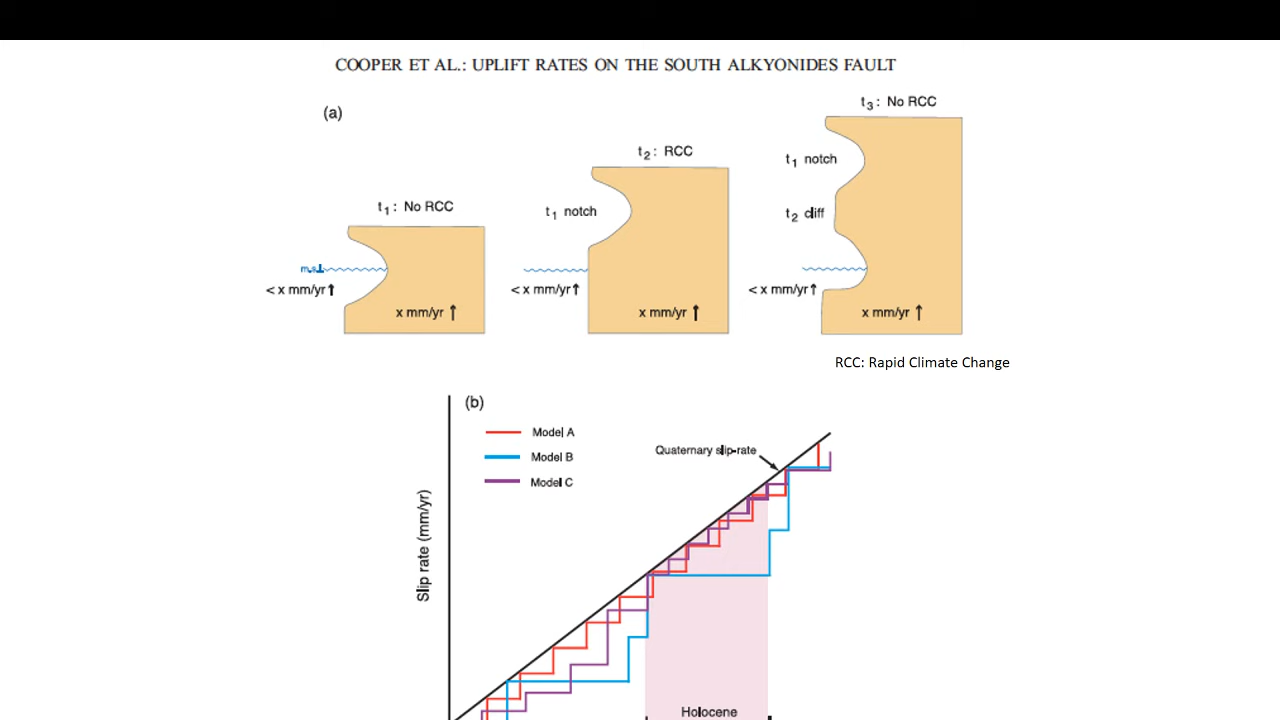 COOPER ET AL.: UPLIFT RATES ON THE SOUTH ALKYONIDES FAULT
(a)
t1: No RCC
m.s.l
< x mm/yr ↑
x mm/yr ↑
t2: RCC
t1 notch
< x mm/yr ↑
x mm/yr ↑
t3: No RCC
t1 notch
t2 cliff
< x mm/yr ↑
x mm/yr ↑
RCC: Rapid Climate Change
(b)
Model A
Model B
Model C
Quaternary slip-rate
Slip rate (mm/yr)
Holocene